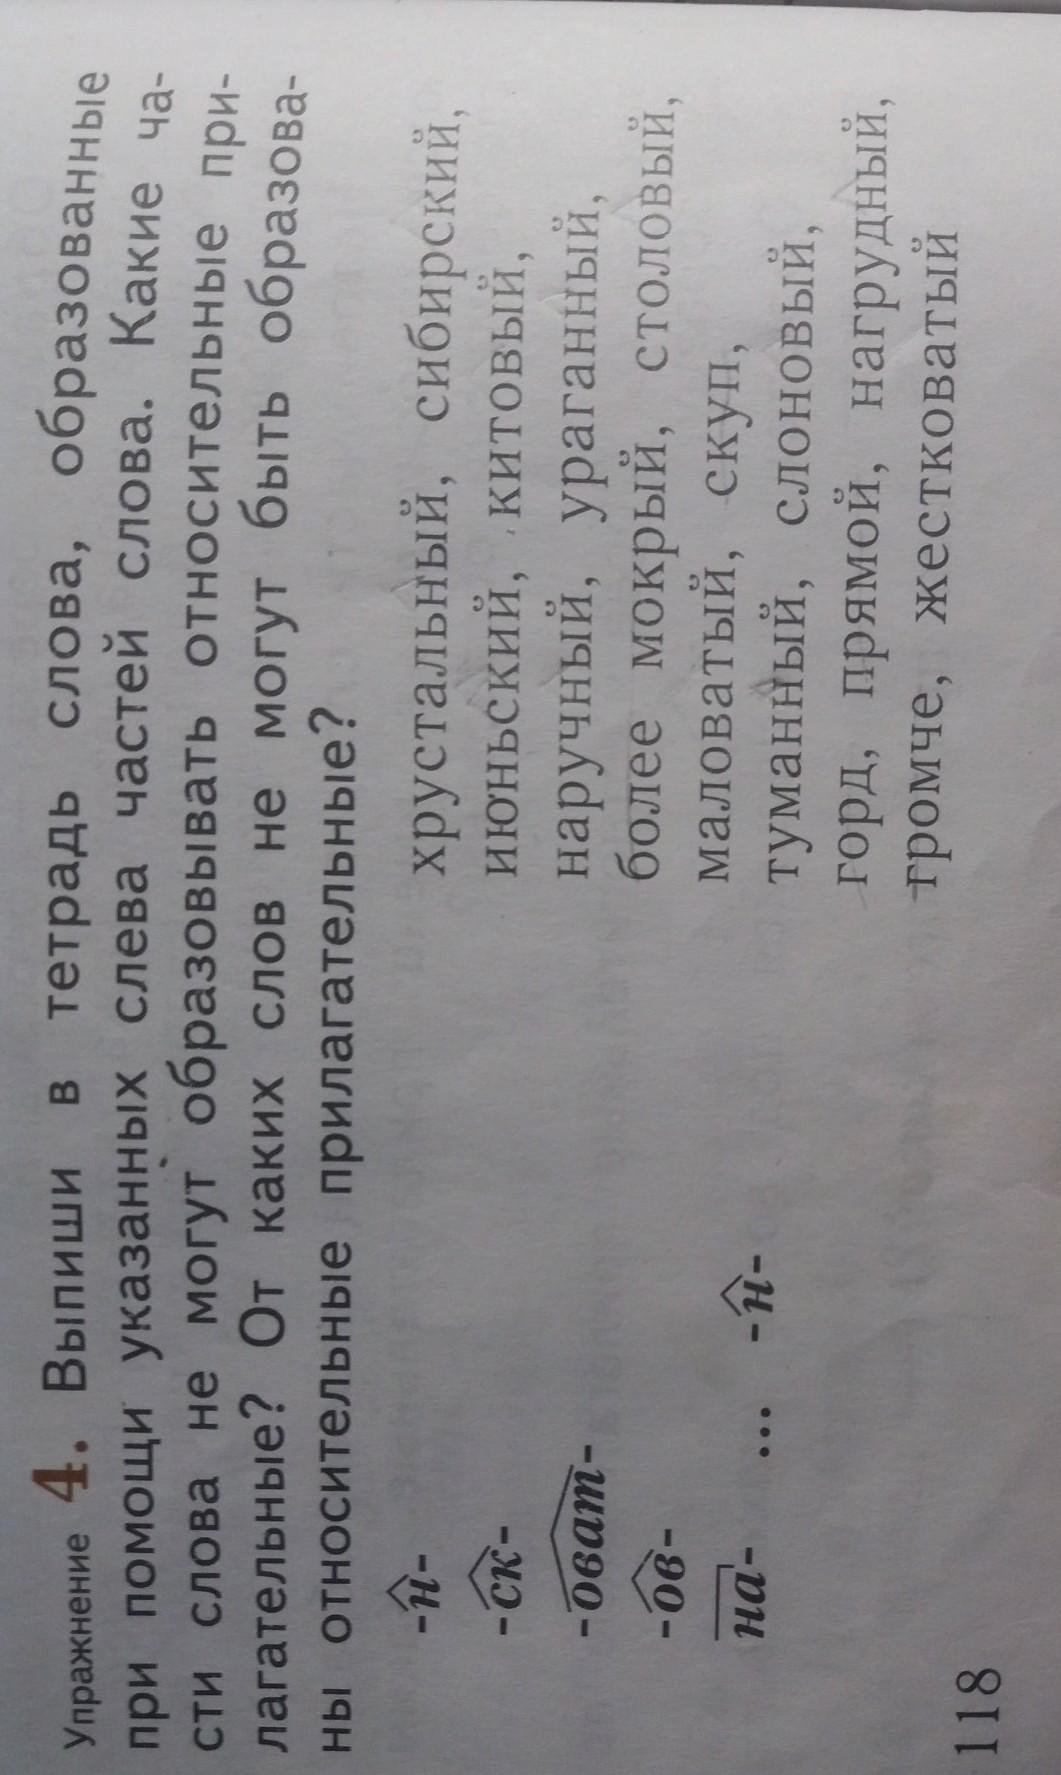 Упражнение 4. Выпиши в тетрадь слова, образованные
при помощи указанных слева частей слова. Какие ча-
сти слова не могут образовывать относительные при-
лагательные? От каких слов не могут быть образова-
ны относительные прилагательные?
-н-
-ск-
-оват-
-ов-
на- ... -н-
хрустальный, сибирский,
июньский, китовый,
наручный, ураганный,
более мокрый, столовый,
маловатый, скуп,
туманный, слоновый,
горд, прямой, нагрудный,
громче, жестковатый
118